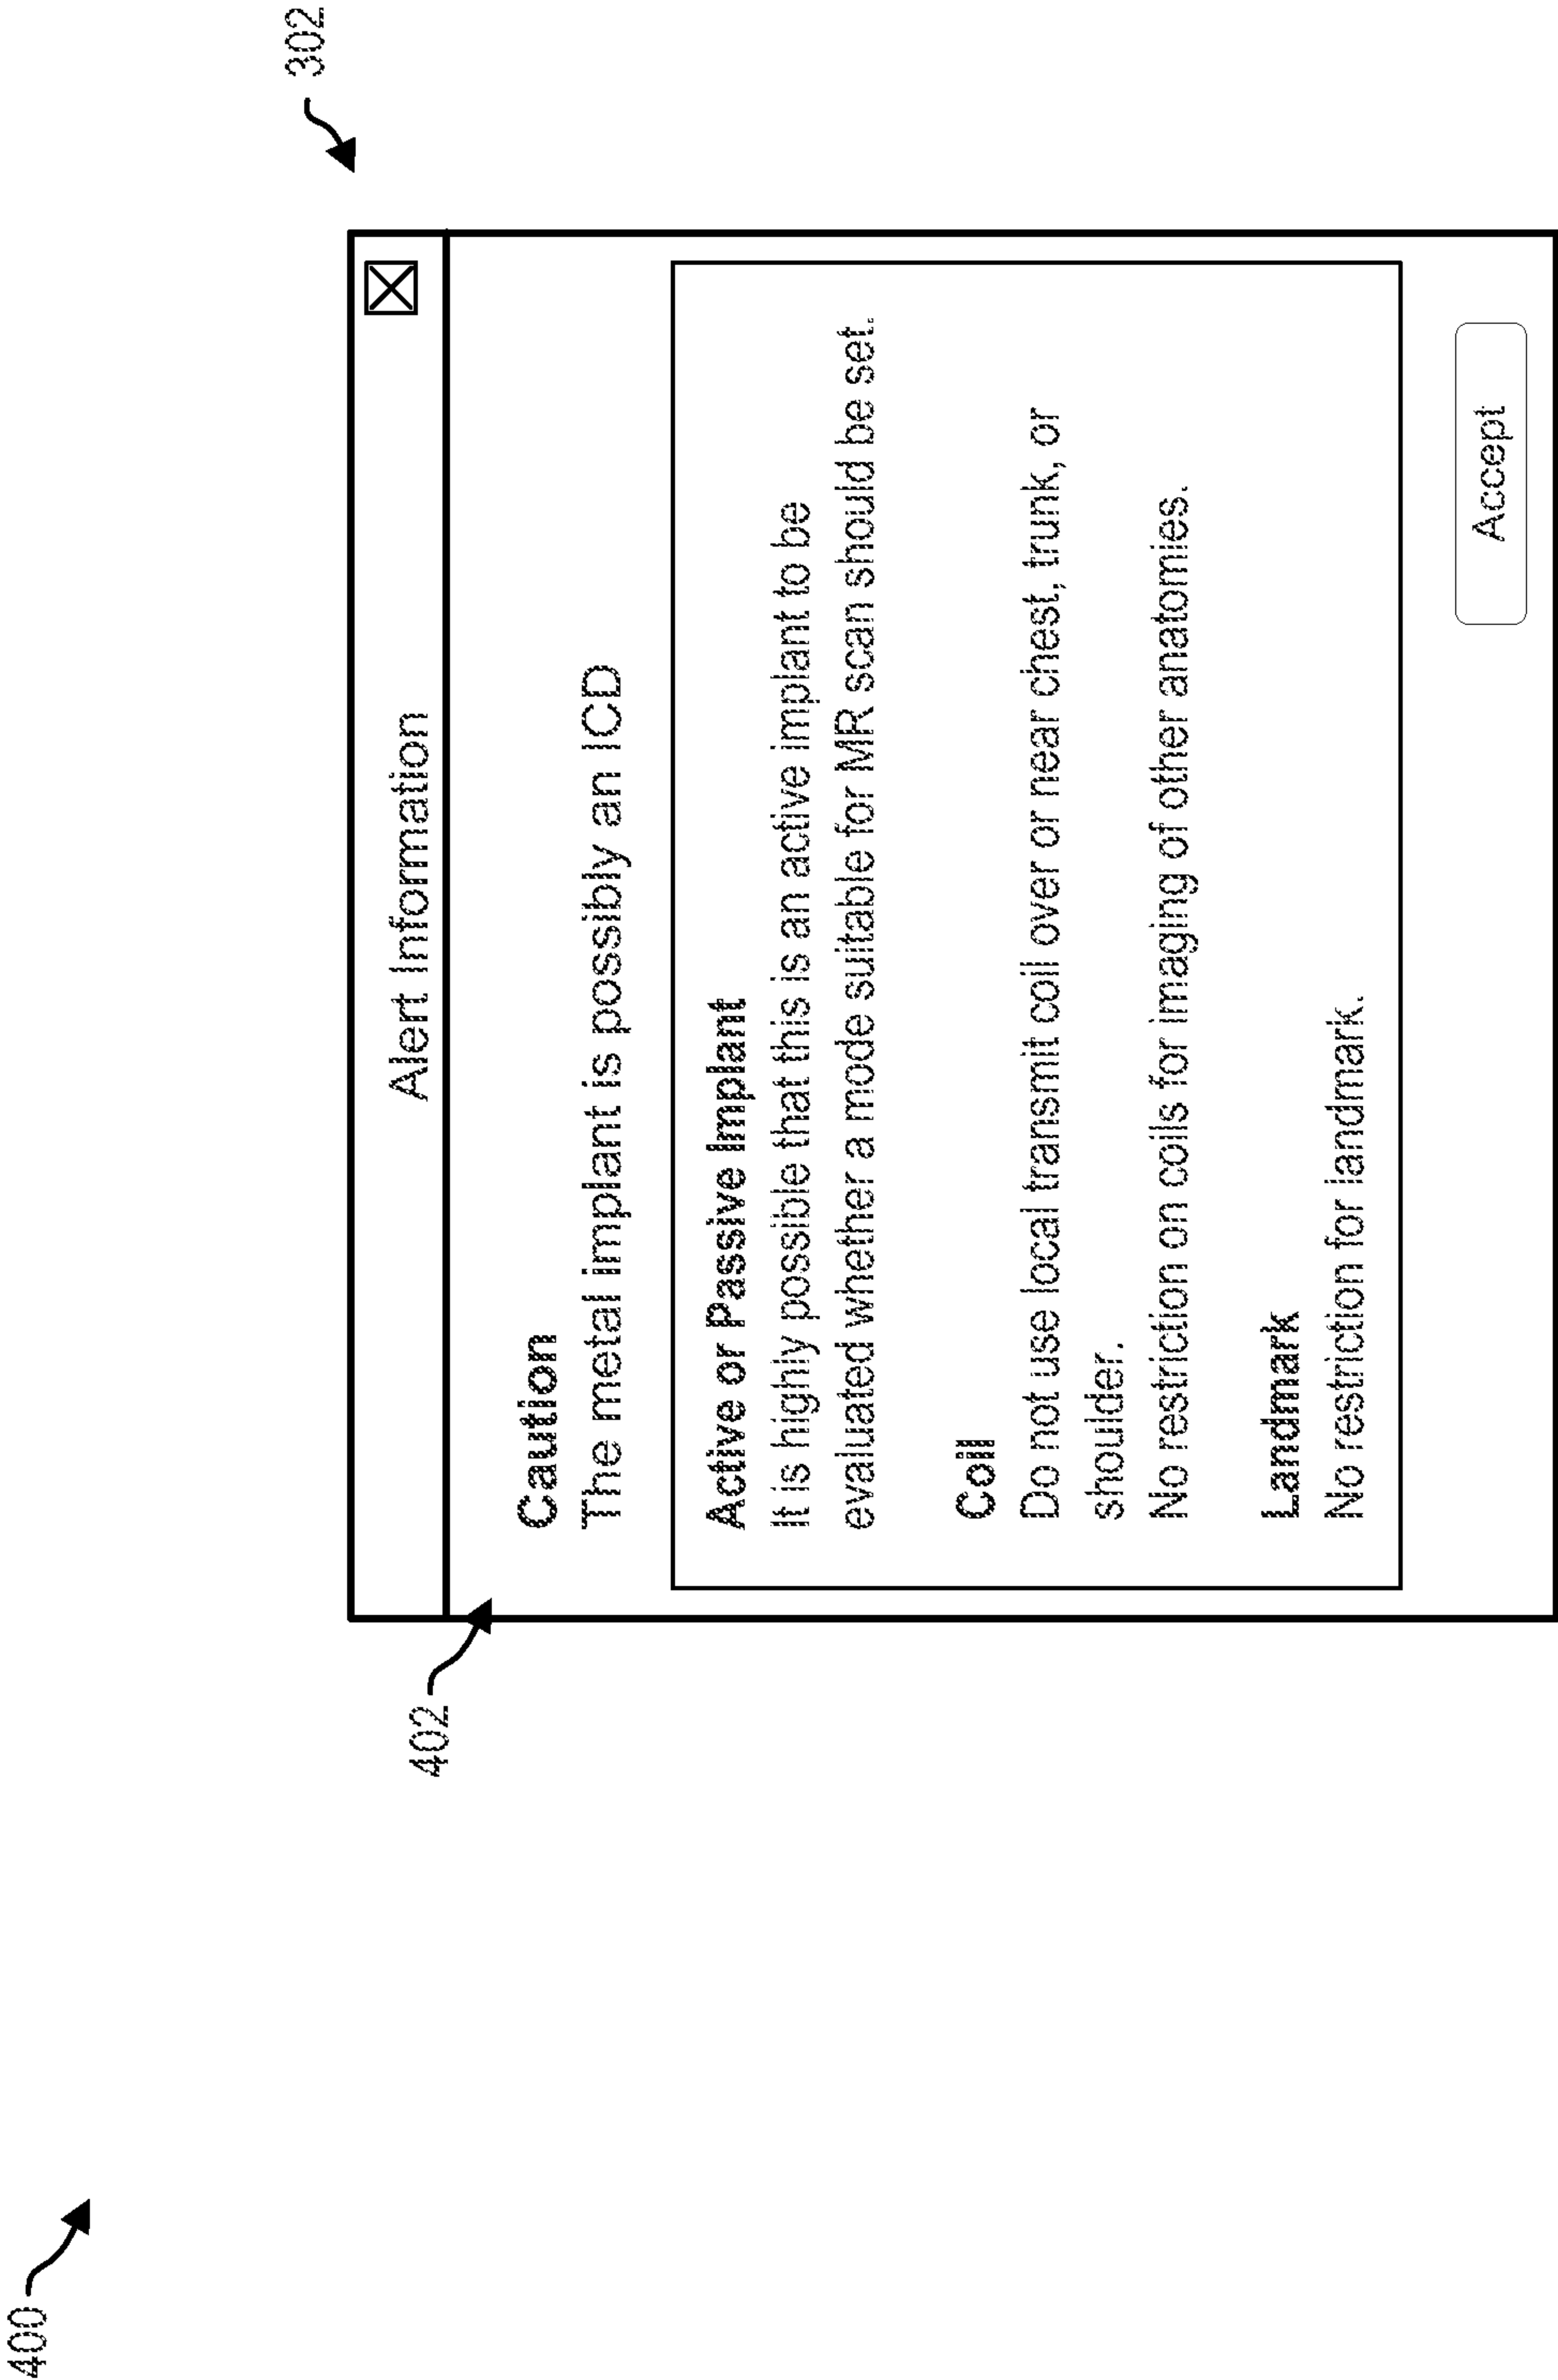 400
302
Alert Information
402
Caution
The metal implant is possibly an ICD
Active or Passive Implant
It is highly possible that this is an active implant to be
evaluated whether a mode suitable for MR scan should be set.
Coil
Do not use local transmit coil over or near chest, trunk, or
shoulder.
No restriction on coils for imaging of other anatomies.
Landmark
No restriction for landmark.
Accept